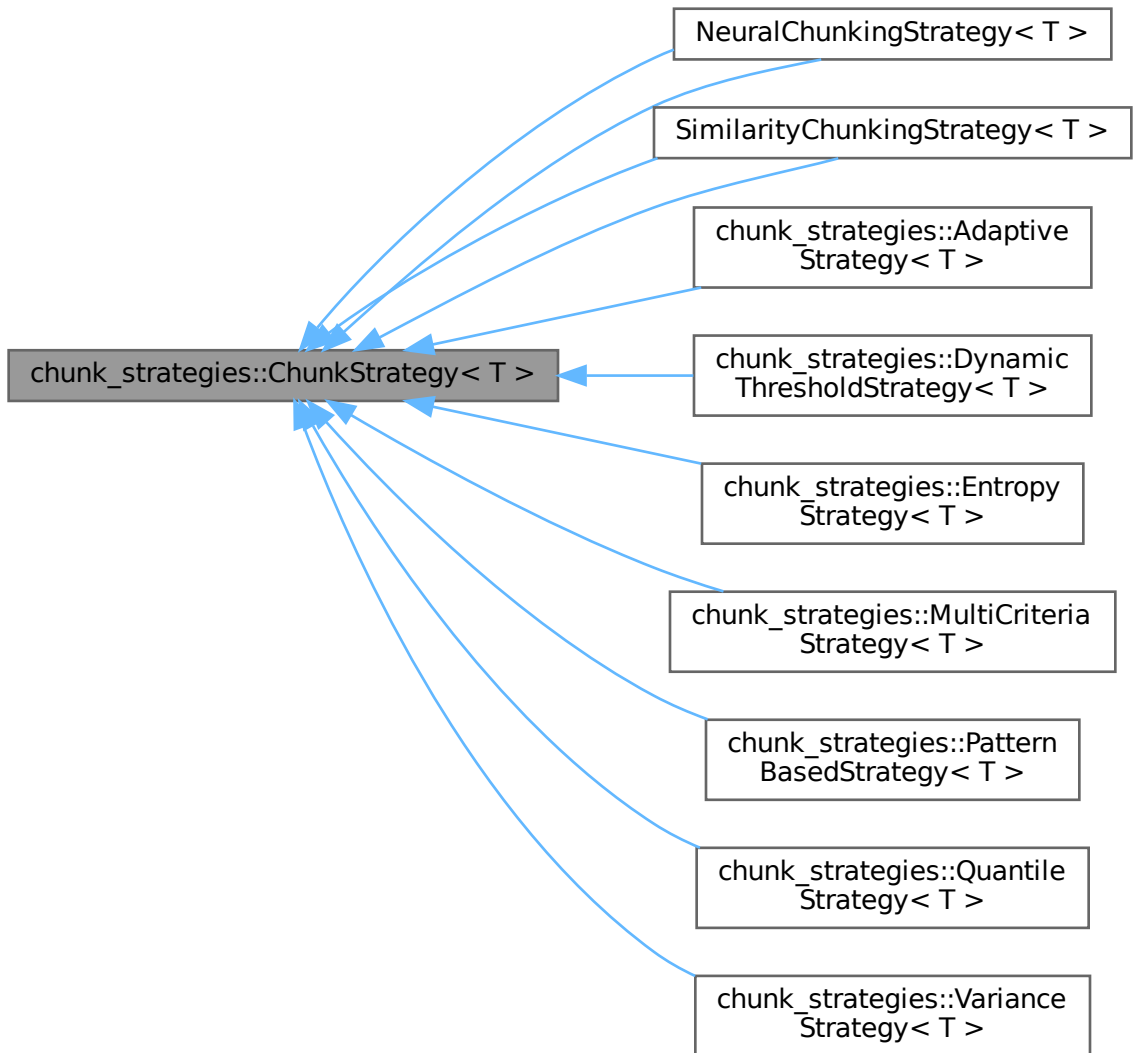 NeuralChunkingStrategy< T >
SimilarityChunkingStrategy< T >
chunk_strategies::Adaptive
Strategy< T >
chunk_strategies::ChunkStrategy< T >
chunk_strategies::Dynamic
ThresholdStrategy< T >
chunk_strategies::Entropy
Strategy< T >
chunk_strategies::MultiCriteria
Strategy< T >
chunk_strategies::Pattern
BasedStrategy< T >
chunk_strategies::Quantile
Strategy< T >
chunk_strategies::Variance
Strategy< T >